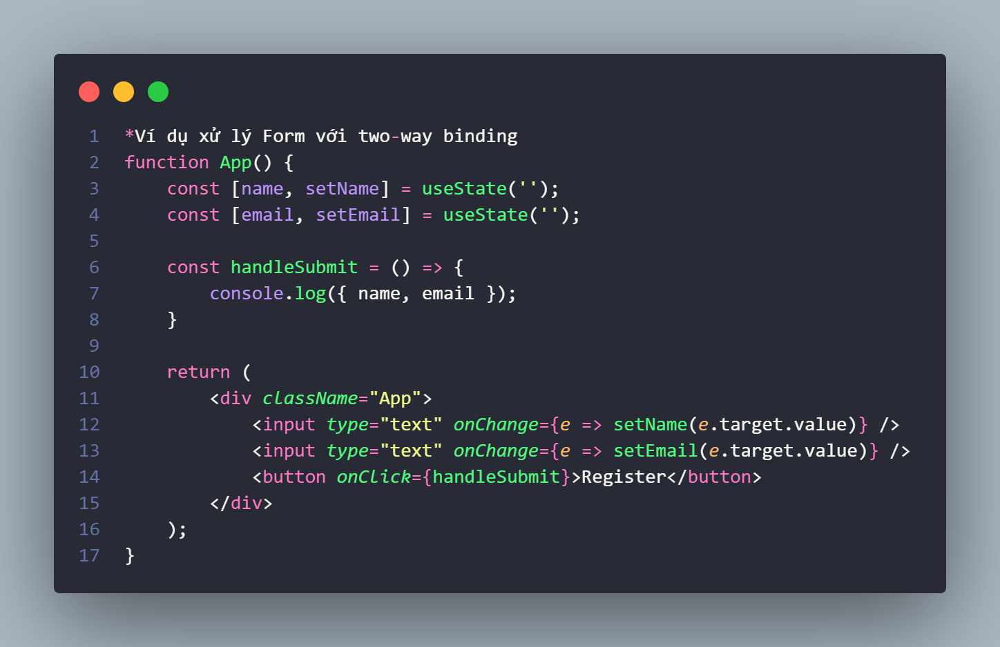 1 *Ví dụ xử lý Form với two-way binding
2 function App() {
3     const [name, setName] = useState('');
4     const [email, setEmail] = useState('');
5
6     const handleSubmit = () => {
7         console.log({ name, email });
8     }
9
10     return (
11         <div className="App">
12             <input type="text" onChange={e => setName(e.target.value)} />
13             <input type="text" onChange={e => setEmail(e.target.value)} />
14             <button onClick={handleSubmit}>Register</button>
15         </div>
16     );
17 }